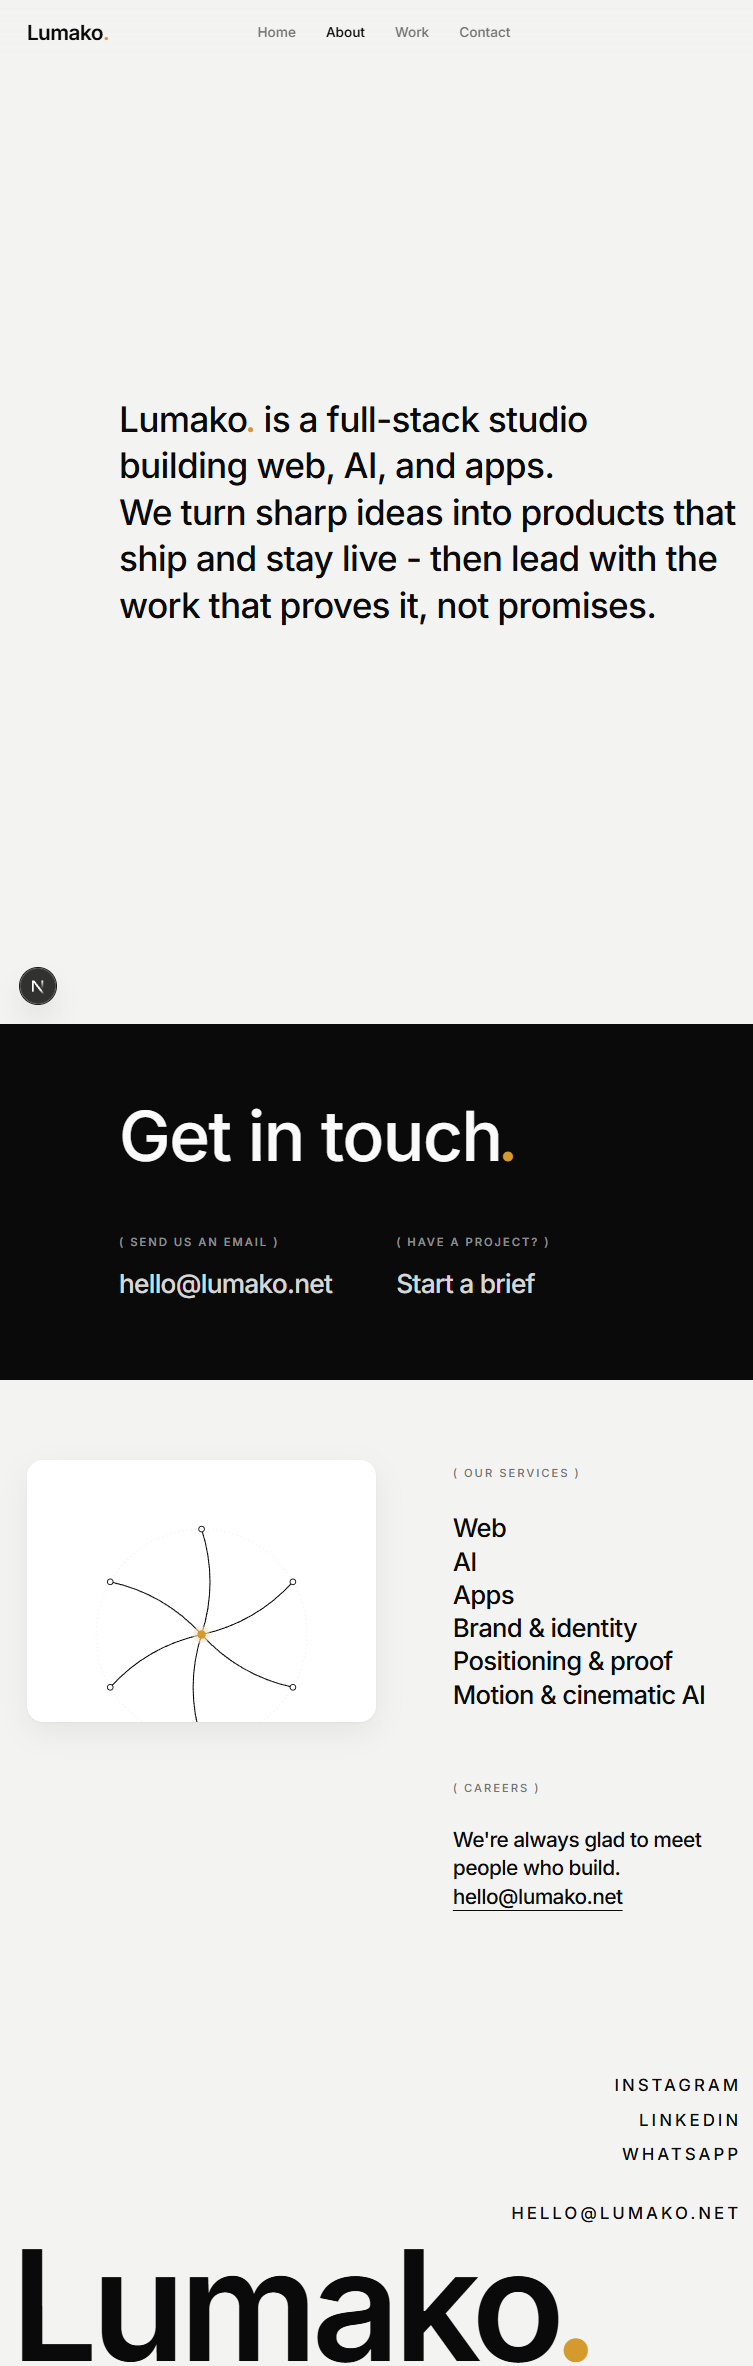 Lumako.
Home About Work Contact
Lumako. is a full-stack studio
building web, AI, and apps.
We turn sharp ideas into products that
ship and stay live - then lead with the
work that proves it, not promises.
N
Get in touch.
( SEND US AN EMAIL )
hello@lumako.net
( HAVE A PROJECT? )
Start a brief
( OUR SERVICES )
Web
AI
Apps
Brand & identity
Positioning & proof
Motion & cinematic AI
( CAREERS )
We're always glad to meet
people who build.
hello@lumako.net
INSTAGRAM
LINKEDIN
WHATSAPP
HELLO@LUMAKO.NET
Lumako.